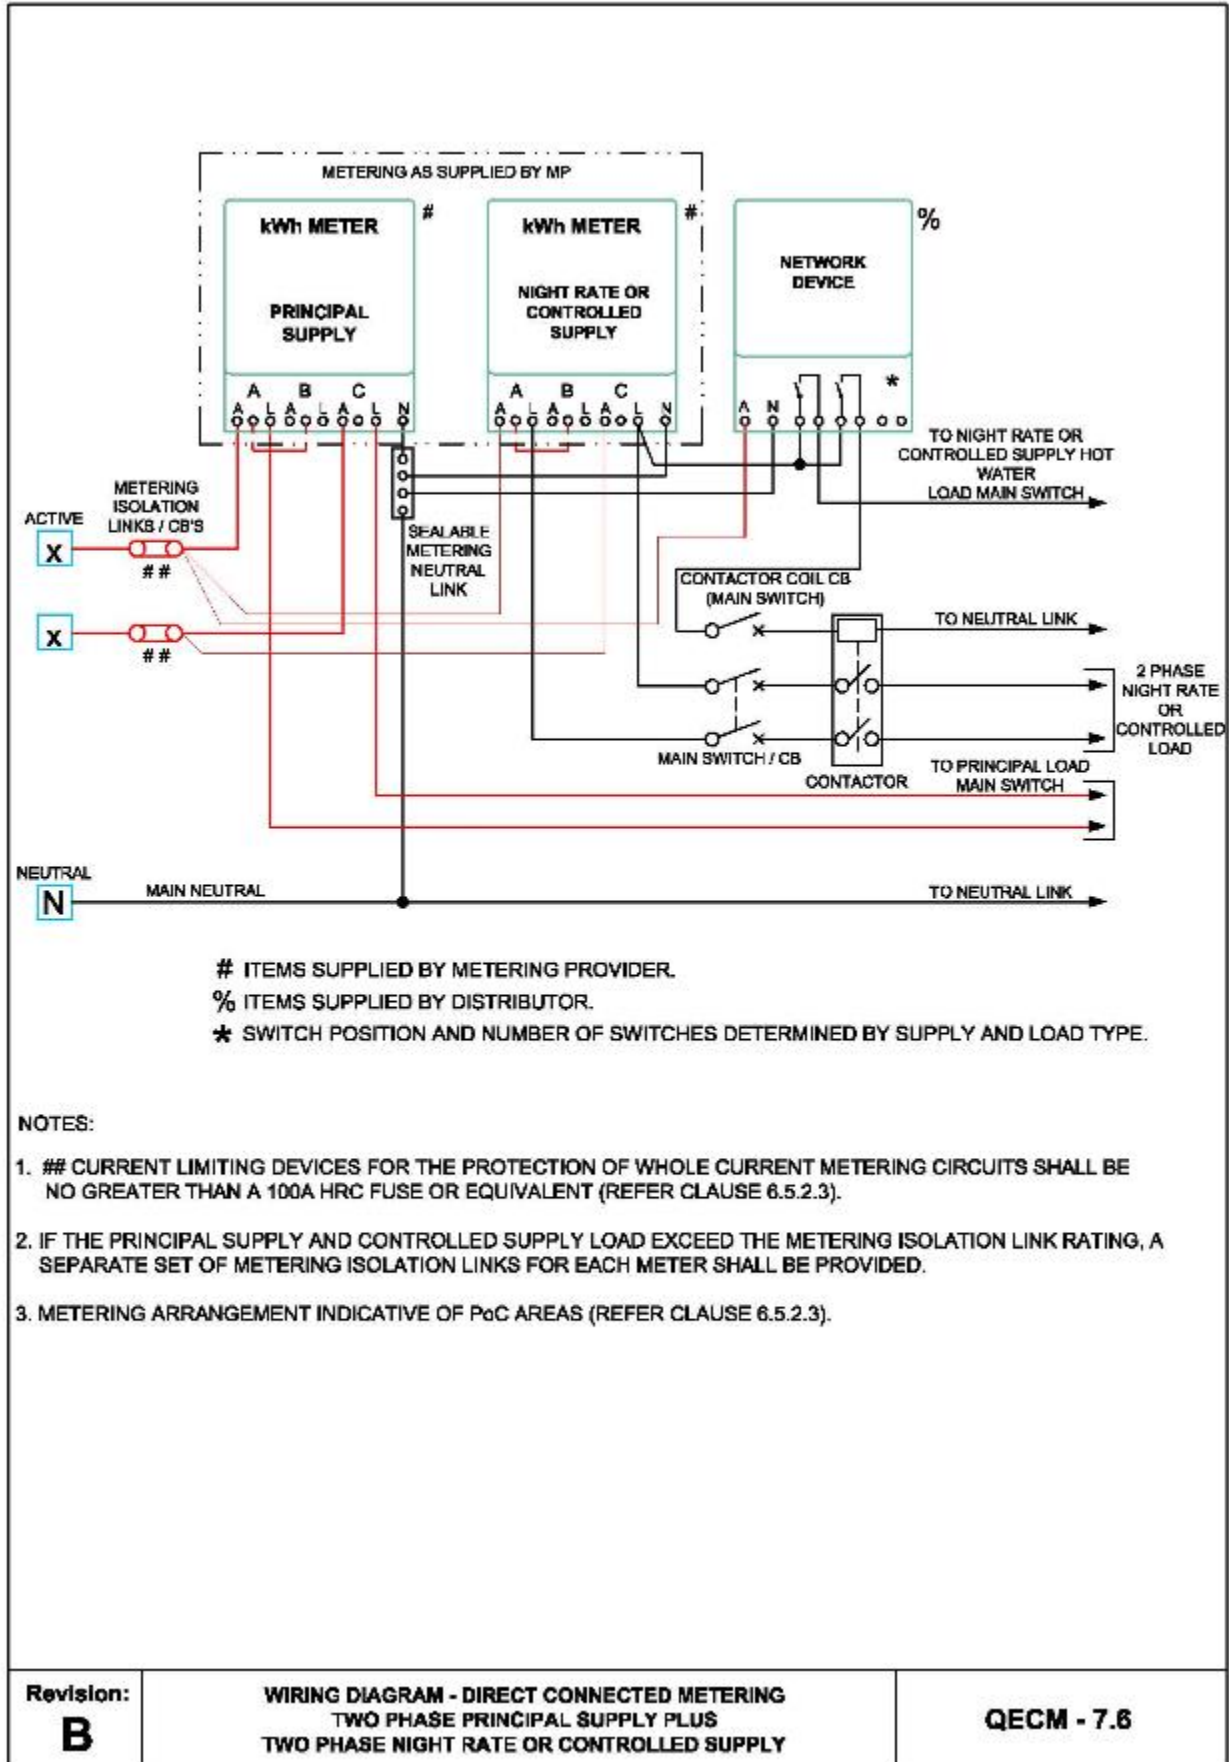 METERING AS SUPPLIED BY MP
kWh METER
#
kWh METER
#
%
NETWORK
DEVICE
PRINCIPAL
SUPPLY
NIGHT RATE OR
CONTROLLED
SUPPLY
A B C
A L A L A L N
A B C
A L A L A L N
A N
*
TO NIGHT RATE OR
CONTROLLED SUPPLY HOT
WATER
LOAD MAIN SWITCH
METERING
ISOLATION
LINKS / CB'S
ACTIVE
X
##
SEALABLE
METERING
NEUTRAL
LINK
CONTACTOR COIL CB
(MAIN SWITCH)
TO NEUTRAL LINK
X
##
2 PHASE
NIGHT RATE
OR
CONTROLLED
LOAD
MAIN SWITCH / CB
CONTACTOR
TO PRINCIPAL LOAD
MAIN SWITCH
NEUTRAL
N
MAIN NEUTRAL
TO NEUTRAL LINK
# ITEMS SUPPLIED BY METERING PROVIDER.
% ITEMS SUPPLIED BY DISTRIBUTOR.
* SWITCH POSITION AND NUMBER OF SWITCHES DETERMINED BY SUPPLY AND LOAD TYPE.
NOTES:
1. ## CURRENT LIMITING DEVICES FOR THE PROTECTION OF WHOLE CURRENT METERING CIRCUITS SHALL BE
NO GREATER THAN A 100A HRC FUSE OR EQUIVALENT (REFER CLAUSE 6.5.2.3).
2. IF THE PRINCIPAL SUPPLY AND CONTROLLED SUPPLY LOAD EXCEED THE METERING ISOLATION LINK RATING, A
SEPARATE SET OF METERING ISOLATION LINKS FOR EACH METER SHALL BE PROVIDED.
3. METERING ARRANGEMENT INDICATIVE OF PoC AREAS (REFER CLAUSE 6.5.2.3).
Revision:
B
WIRING DIAGRAM - DIRECT CONNECTED METERING
TWO PHASE PRINCIPAL SUPPLY PLUS
TWO PHASE NIGHT RATE OR CONTROLLED SUPPLY
QECM - 7.6